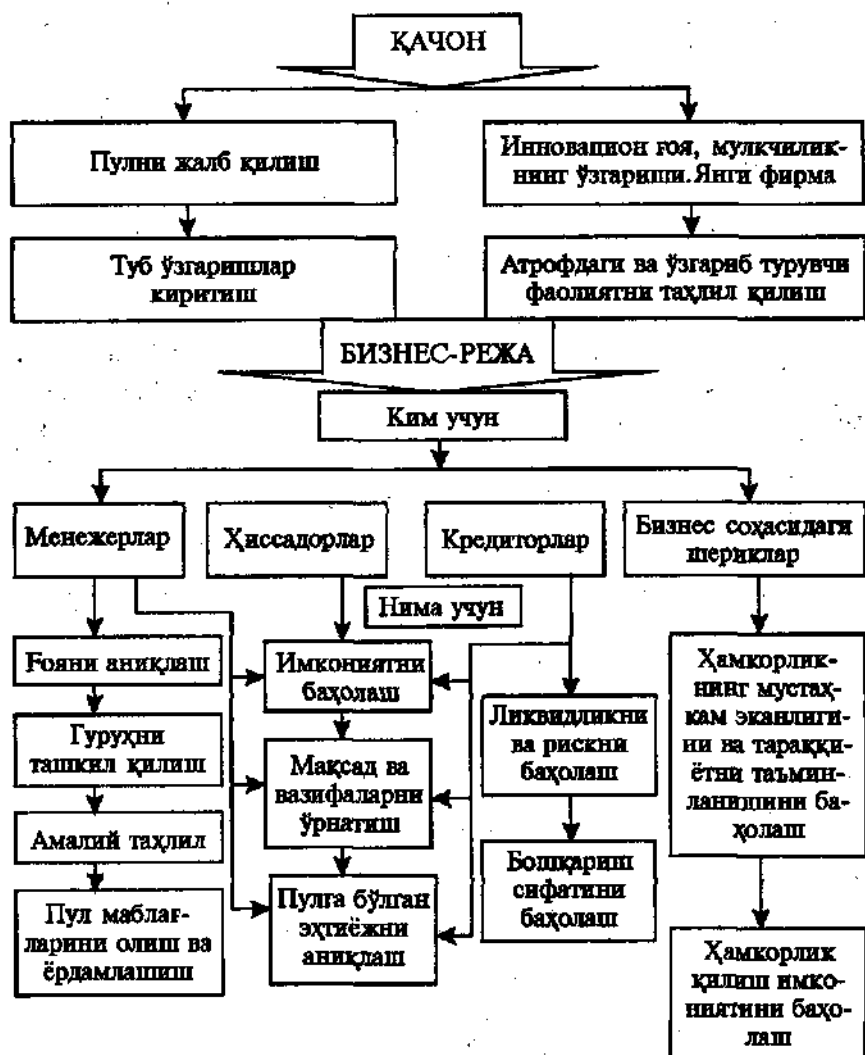 ҚАЧОН
Пулни жалб қилиш
Инновацион ғоя, мулкчилик-
нинг ўзгариши. Янги фирма
Туб ўзгаришлар
киритиш
Атрофдаги ва ўзгариб турувчи
фаолиятни таҳлил қилиш
БИЗНЕС-РЕЖА
Ким учун
Менежерлар
Ҳиссадорлар
Кредиторлар
Бизнес соҳасидаги
шериклар
Нима учун
Ғояни аниқлаш
Гуруҳни
ташкил қилиш
Амалий таҳлил
Пул маблағ-
ларини олиш ва
ёрдамлашиш
Имкониятни
баҳолаш
Мақсад ва
вазифаларни
ўрнатиш
Пулга бўлган
эҳтиёжни
аниқлаш
Ликвидликни
ва рискни
баҳолаш
Бошқариш
сифатини
баҳолаш
Ҳамкорлик-
нинг мустаҳ-
кам эканлиги-
ни ва тараққи-
ётни таъмин-
ланишини ба-
ҳолаш
Ҳамкорлик
қилиш имко-
ниятини баҳо-
лаш